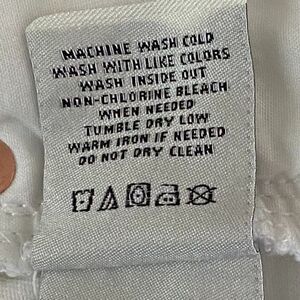 MACHINE WASH COLD
WASH WITH LIKE COLORS
WASH INSIDE OUT
NON-CHLORINE BLEACH
WHEN NEEDED
TUMBLE DRY LOW
WARM IRON IF NEEDED
DO NOT DRY CLEAN